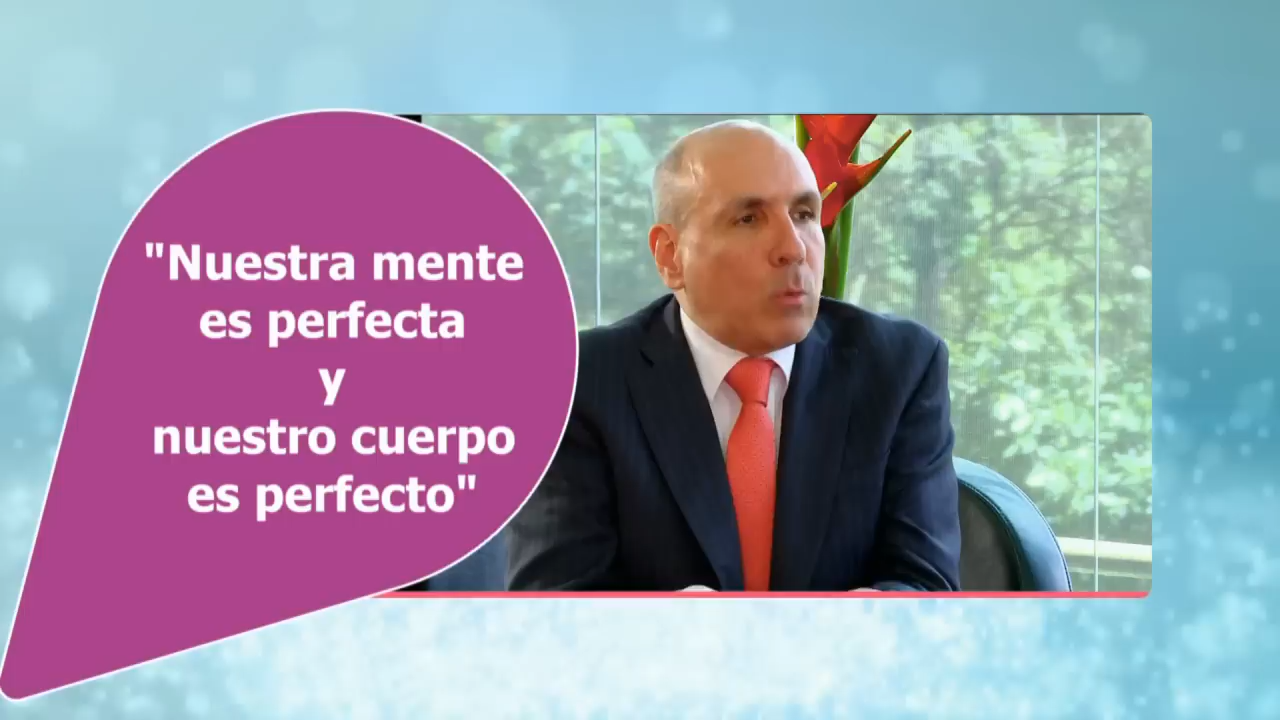 "Nuestra mente
es perfecta
y
nuestro cuerpo
es perfecto"